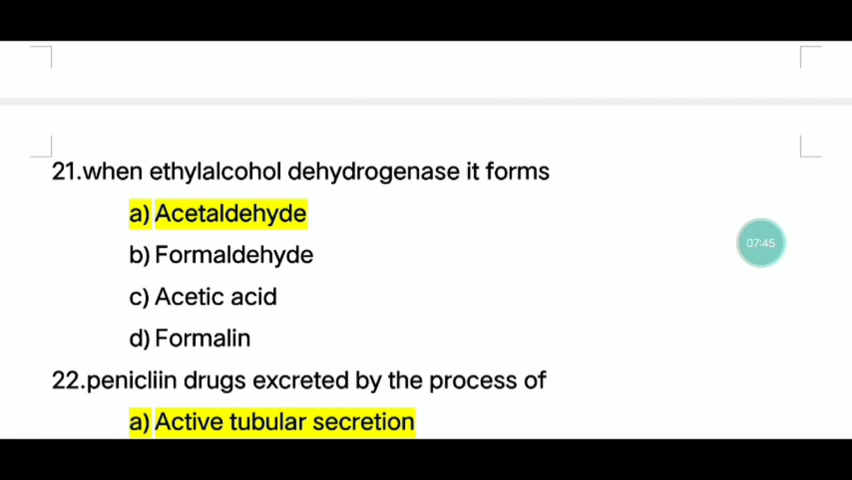 21.when ethylalcohol dehydrogenase it forms
a) Acetaldehyde
07:45
b) Formaldehyde
c) Acetic acid
d) Formalin
22.penicliin drugs excreted by the process of
a) Active tubular secretion